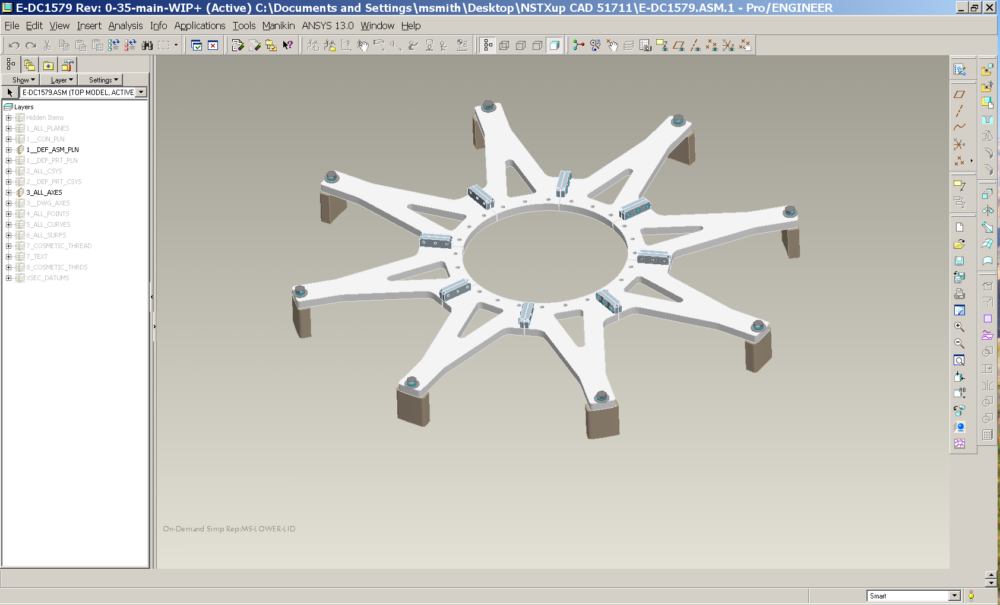 E-DC1579 Rev: 0-35-main-WIP+ (Active) C:\Documents and Settings\msmith\Desktop\NSTXup CAD 51711\E-DC1579.ASM.1 - Pro/ENGINEER
File Edit View Insert Analysis Info Applications Tools Manikin ANSYS 13.0 Window Help
Show Layer Settings
E-DC1579.ASM (TOP MODEL, ACTIVE
Layers
Hidden Items
1_ALL_PLANES
1__CON_PLN
1__DEF_ASM_PLN
1__DEF_PRT_PLN
2_ALL_CSYS
2__DEF_PRT_CSYS
3_ALL_AXES
3__DWG_AXES
4_ALL_POINTS
5_ALL_CURVES
6_ALL_SURFS
7_COSMETIC_THREAD
7_TEXT
8_COSMETIC_THRDS
XSEC_DATUMS
AB
On-Demand Simp Rep:MS-LOWER-LID
Smart